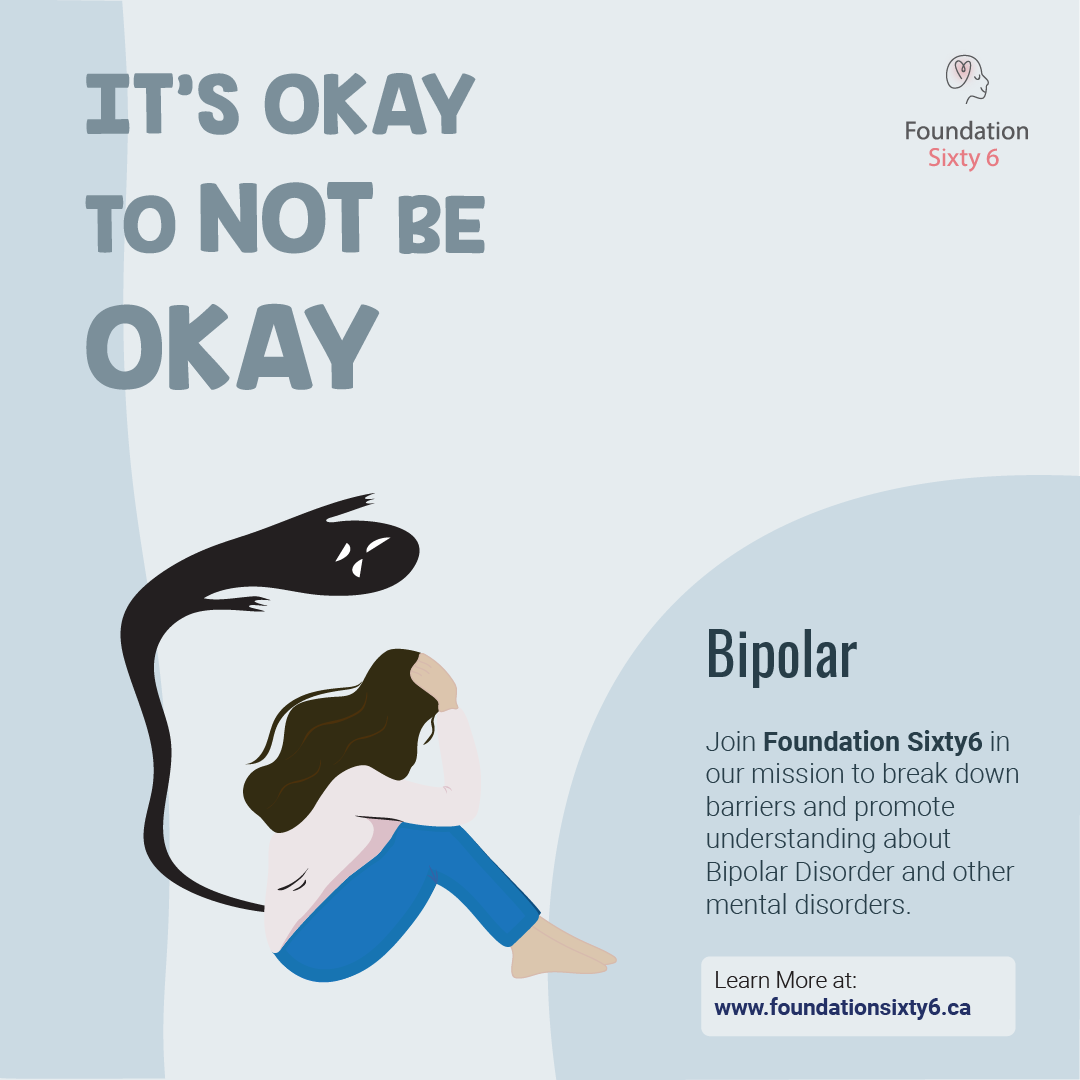 IT'S OKAY
TO NOT BE
OKAY
Foundation
Sixty 6
Bipolar
Join Foundation Sixty6 in
our mission to break down
barriers and promote
understanding about
Bipolar Disorder and other
mental disorders.
Learn More at:
www.foundationsixty6.ca